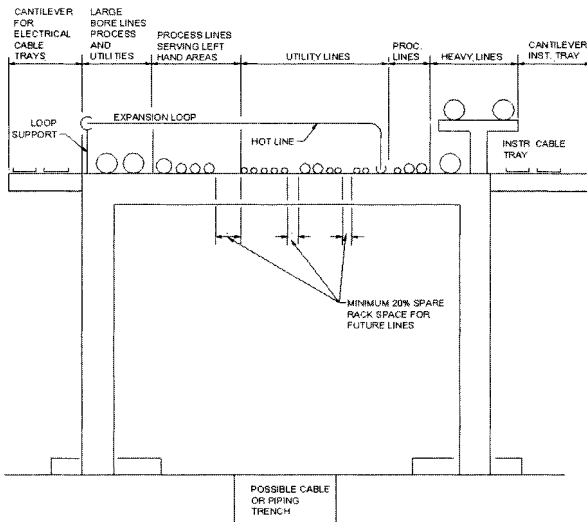 CANTILEVER
FOR
ELECTRICAL
CABLE
TRAYS
LARGE
BORE LINES
PROCESS
AND
UTILITIES
PROCESS LINES
SERVING LEFT
HAND AREAS
UTILITY LINES
PROC.
LINES
HEAVY, LINES
CANTILEVER
INST. TRAY
LOOP
SUPPORT
EXPANSION LOOP
HOT LINE
INSTR CABLE
TRAY
MINIMUM 20% SPARE
RACK SPACE FOR
FUTURE LINES
POSSIBLE CABLE
OR PIPING
TRENCH